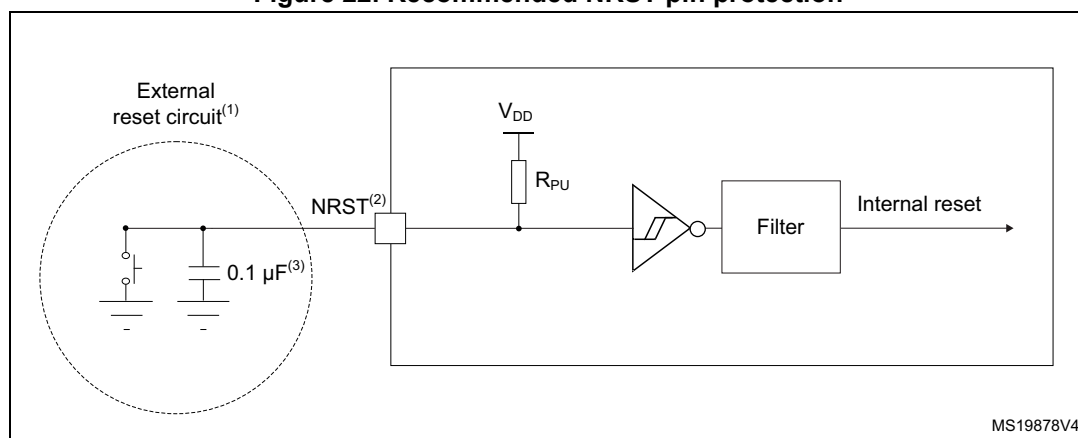 Figure 22. Recommended NRST pin protection
External
reset circuit(1)
VDD
RPU
NRST(2)
0.1 µF(3)
Filter
Internal reset
MS19878V4